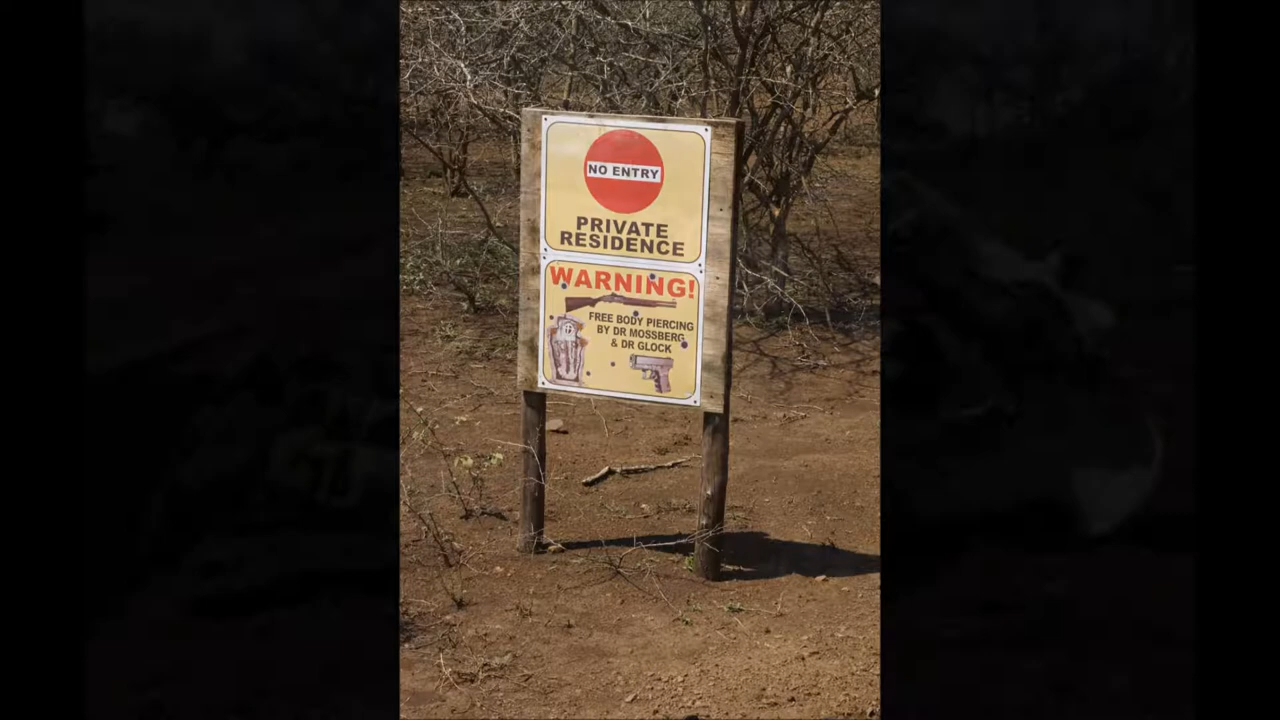 NO ENTRY
PRIVATE
RESIDENCE
WARNING!
FREE BODY PIERCING
BY DR MOSSBERG
& DR GLOCK